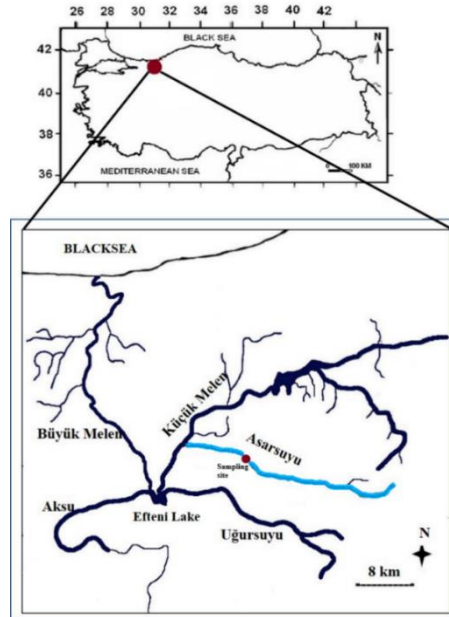 26 28 30 32 34 36 38 40 42
BLACK SEA
N
42
40
38
36
MEDITERRANEAN SEA
0 100 KM
BLACKSEA
Küçük Melen
Büyük Melen
Asarsuyu
Sampling
site
Aksu
Efteni Lake
Uğursuyu
N
8 km